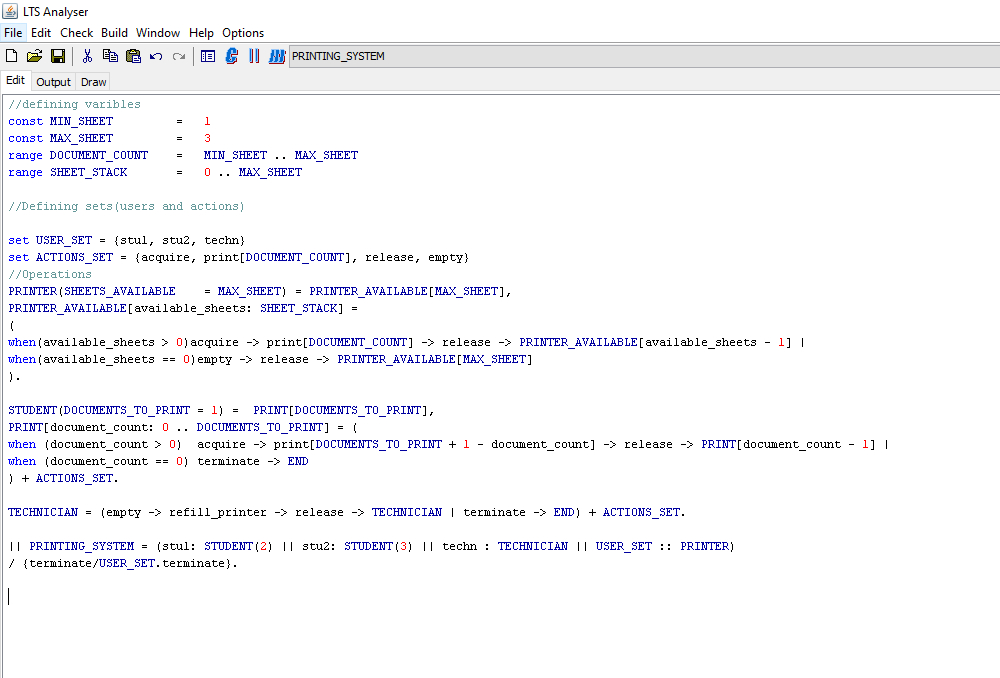 LTS Analyser
File Edit Check Build Window Help Options
PRINTING_SYSTEM
Edit Output Draw
//defining varibles
const MIN_SHEET = 1
const MAX_SHEET = 3
range DOCUMENT_COUNT = MIN_SHEET .. MAX_SHEET
range SHEET_STACK = 0 .. MAX_SHEET
//Defining sets(users and actions)
set USER_SET = {stu1, stu2, techn}
set ACTIONS_SET = {acquire, print[DOCUMENT_COUNT], release, empty}
//Operations
PRINTER(SHEETS_AVAILABLE = MAX_SHEET) = PRINTER_AVAILABLE[MAX_SHEET],
PRINTER_AVAILABLE[available_sheets: SHEET_STACK] =
(
when(available_sheets > 0)acquire -> print[DOCUMENT_COUNT] -> release -> PRINTER_AVAILABLE[available_sheets - 1] |
when(available_sheets == 0)empty -> release -> PRINTER_AVAILABLE[MAX_SHEET]
).
STUDENT(DOCUMENTS_TO_PRINT = 1) = PRINT[DOCUMENTS_TO_PRINT],
PRINT[document_count: 0 .. DOCUMENTS_TO_PRINT] = (
when (document_count > 0) acquire -> print[DOCUMENTS_TO_PRINT + 1 - document_count] -> release -> PRINT[document_count - 1] |
when (document_count == 0) terminate -> END
) + ACTIONS_SET.
TECHNICIAN = (empty -> refill_printer -> release -> TECHNICIAN | terminate -> END) + ACTIONS_SET.
|| PRINTING_SYSTEM = (stu1: STUDENT(2) || stu2: STUDENT(3) || techn : TECHNICIAN || USER_SET :: PRINTER)
/ {terminate/USER_SET.terminate}.